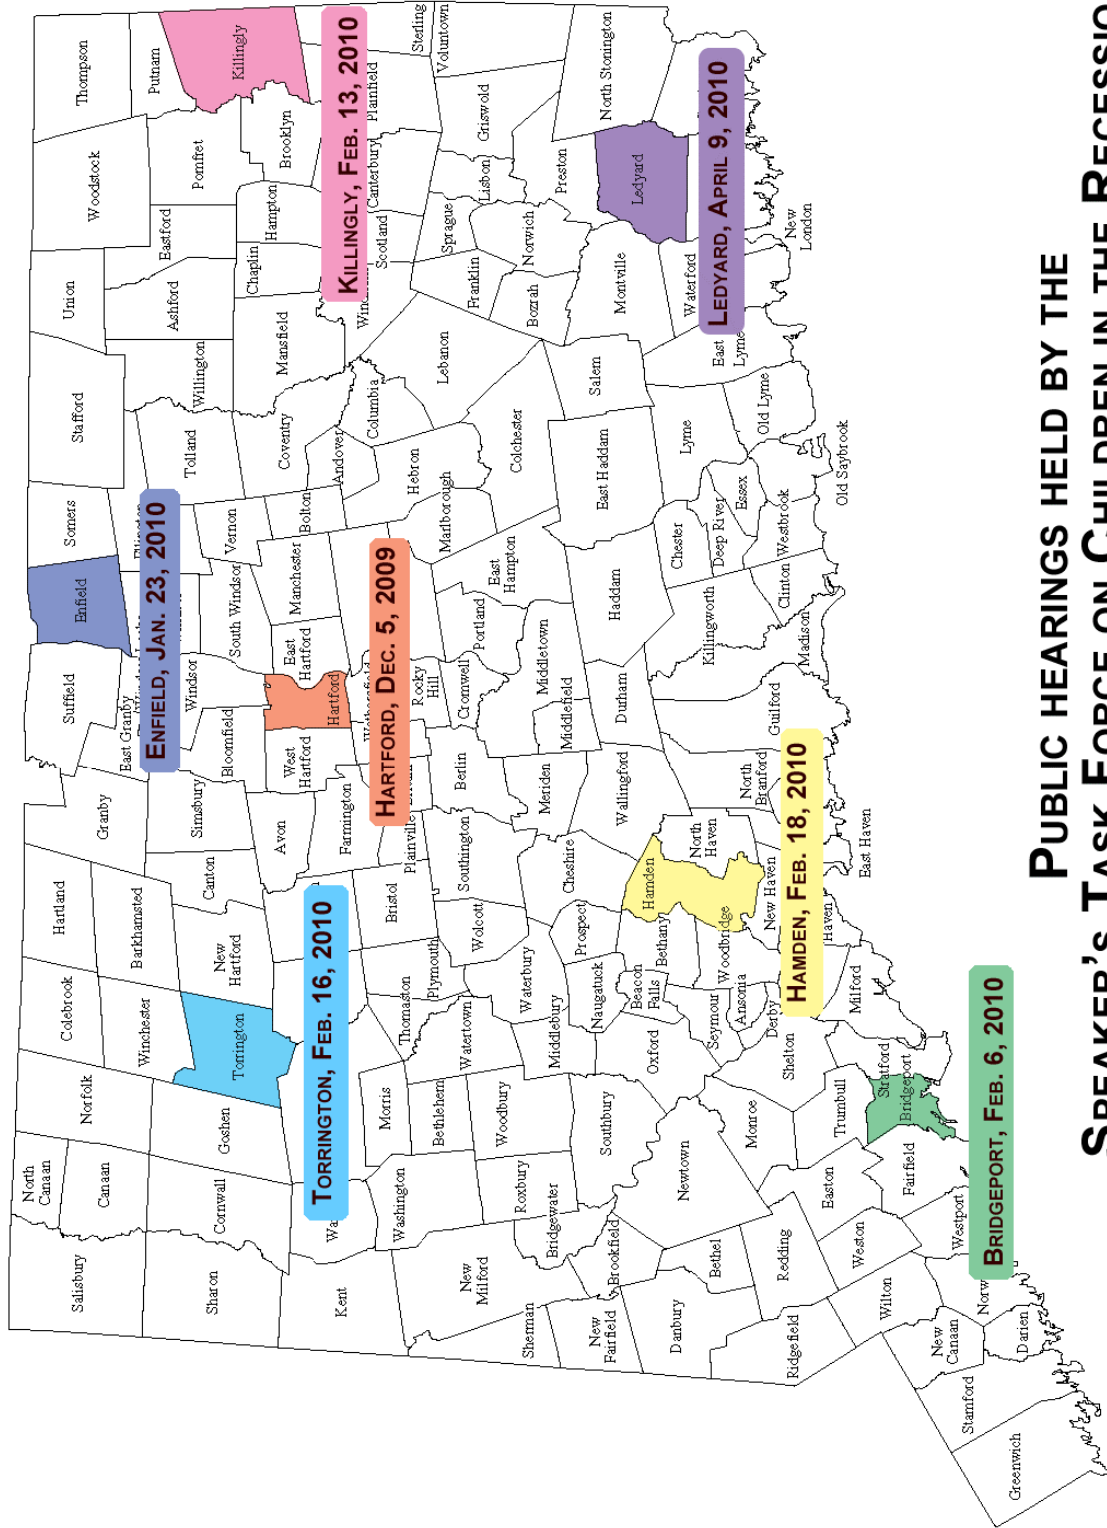 North
Canaan
Salisbury
Canaan
Norfolk
Colebrook
Hartland
Granby
Suffield
Enfield
Somers
Stafford
Union
Woodstock
Thompson
Putnam
Sharon
Cornwall
Goshen
Torrington
Winchester
Barkhamsted
New
Hartford
Canton
Simsbury
East Granby
Windsor
Bloomfield
ENFIELD, JAN. 23, 2010
South Windsor
Vernon
Tolland
Willington
Ashford
Eastford
Pomfret
Killingly
Kent
TORRINGTON, FEB. 16, 2010
Avon
Farmington
West
Hartford
Hartford
East
Hartford
Manchester
Bolton
Coventry
Andover
Mansfield
Chaplin
Hampton
Brooklyn
KILLINGLY, FEB. 13, 2010
Washington
Morris
Bethlehem
Thomaston
Plymouth
Bristol
Plainville
HARTFORD, DEC. 5, 2009
Rocky
Hill
Cromwell
Hebron
Marlborough
Columbia
Lebanon
Scotland
Canterbury
Plainfield
Sterling
Voluntown
New
Milford
Roxbury
Woodbury
Watertown
Wolcott
Southington
Berlin
Portland
East
Hampton
Colchester
Franklin
Sprague
Lisbon
Griswold
Norwich
Bozrah
Preston
Sherman
Bridgewater
Southbury
Middlebury
Waterbury
Naugatuck
Prospect
Cheshire
Meriden
Middlefield
Middletown
Haddam
East Haddam
Salem
Montville
Ledyard
North Stonington
New
Fairfield
Brookfield
Newtown
Oxford
Beacon
Falls
Bethany
Hamden
Wallingford
Durham
Danbury
Bethel
Monroe
Seymour
Ansonia
Woodbridge
North
Haven
Killingworth
Chester
Deep River
Essex
Lyme
East
Lyme
Waterford
LEDYARD, APRIL 9, 2010
Ridgefield
Redding
Easton
Trumbull
Shelton
Derby
New Haven
HAMDEN, FEB. 18, 2010
North
Branford
Guilford
Madison
Clinton
Westbrook
Old Lyme
New
London
Wilton
Weston
Fairfield
Bridgeport
Stratford
Milford
Haven
East Haven
Old Saybrook
New
Canaan
Norw
Westport
BRIDGEPORT, FEB. 6, 2010
Stamford
Darien
Greenwich
PUBLIC HEARINGS HELD BY THE
SPEAKER'S TASK FORCE ON CHILDREN IN THE RECESSIO